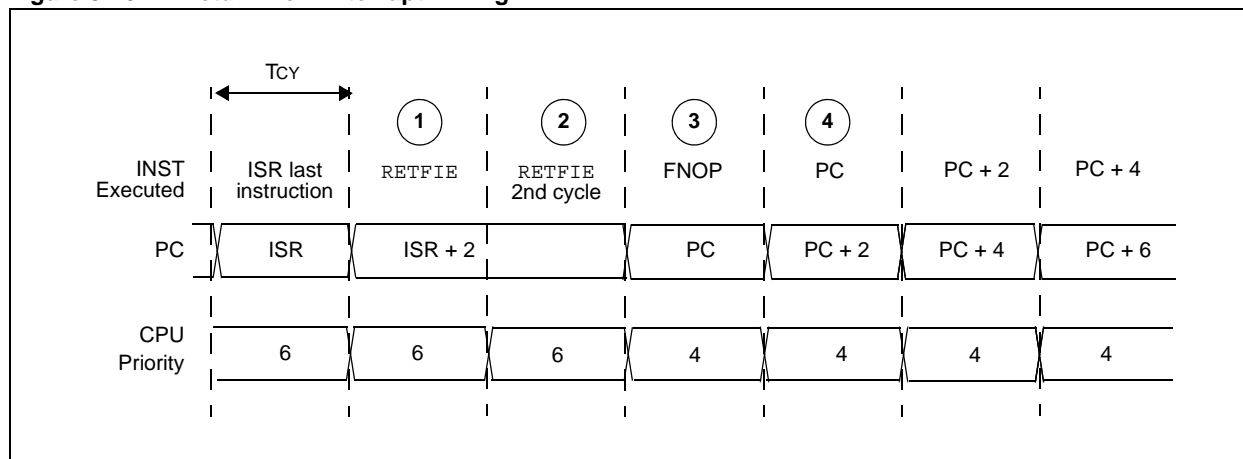 TCY
1 2 3 4
INST
Executed
ISR last
instruction
RETFIE
RETFIE
2nd cycle
FNOP
PC
PC + 2
PC + 4
PC
ISR
ISR + 2
PC
PC + 2
PC + 4
PC + 6
CPU
Priority
6 6 6 4 4 4 4